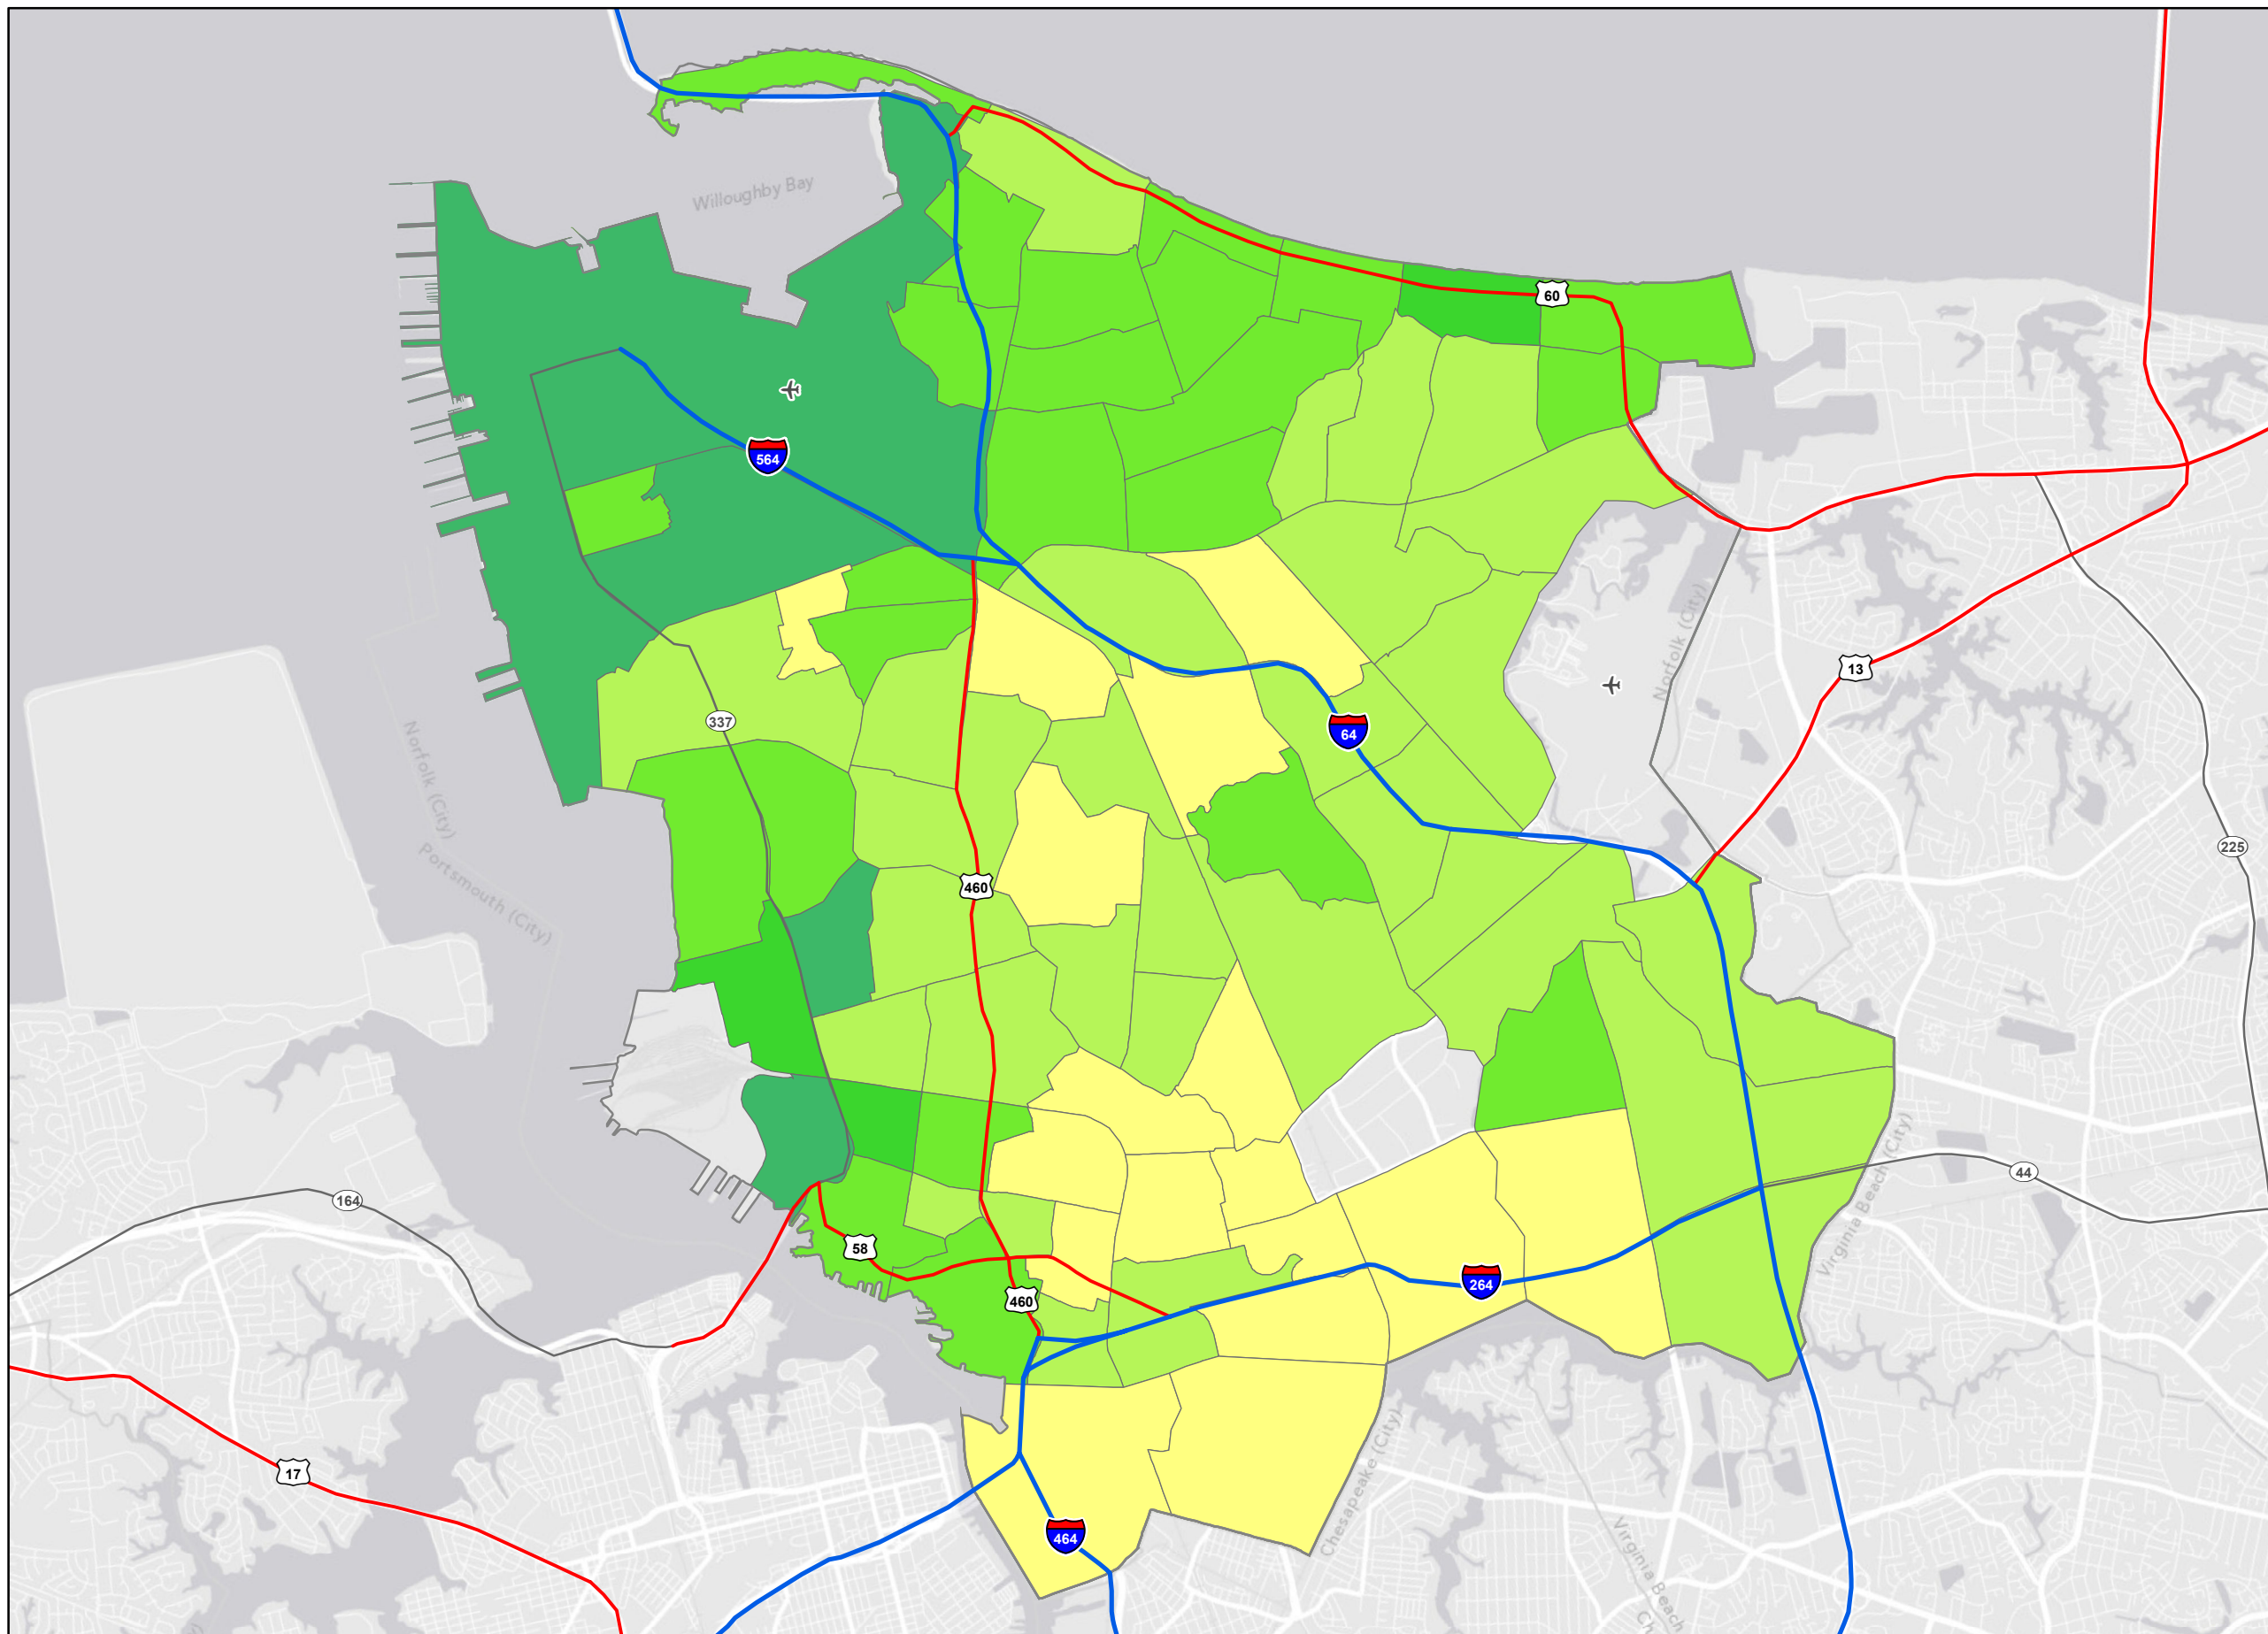 Willoughby Bay
60
564
Norfolk (City)
13
337
64
Norfolk (City)
Portsmouth (City)
225
460
164
44
58
Virginia Beach (City)
264
460
17
Chesapeake (City)
464
Virginia Beach